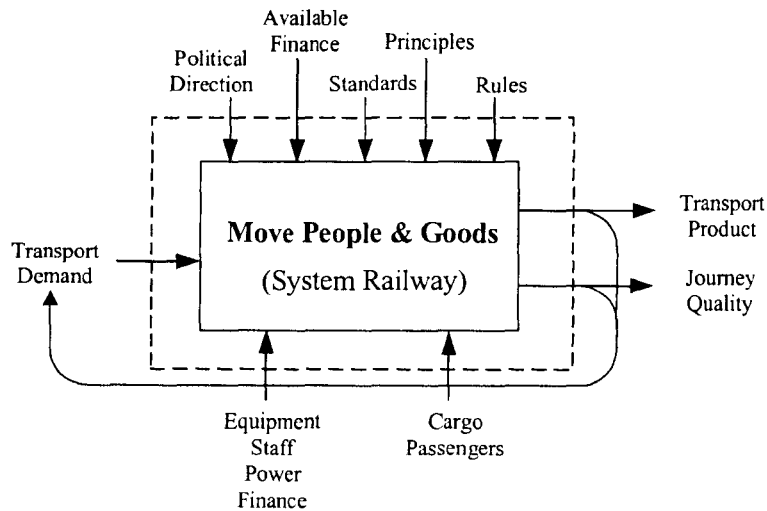 Available
Finance
Principles
Political
Direction
Standards
Rules
Move People & Goods
(System Railway)
Transport
Demand
Transport
Product
Journey
Quality
Equipment
Staff
Power
Finance
Cargo
Passengers